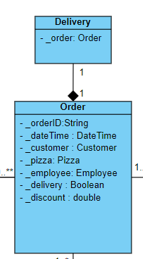 Delivery
- _order: Order
1
1
Order
- _orderID:String
- _dateTime : DateTime
- _customer : Customer
- _pizza: Pizza
- _employee: Employee
- _delivery : Boolean
- _discount : double